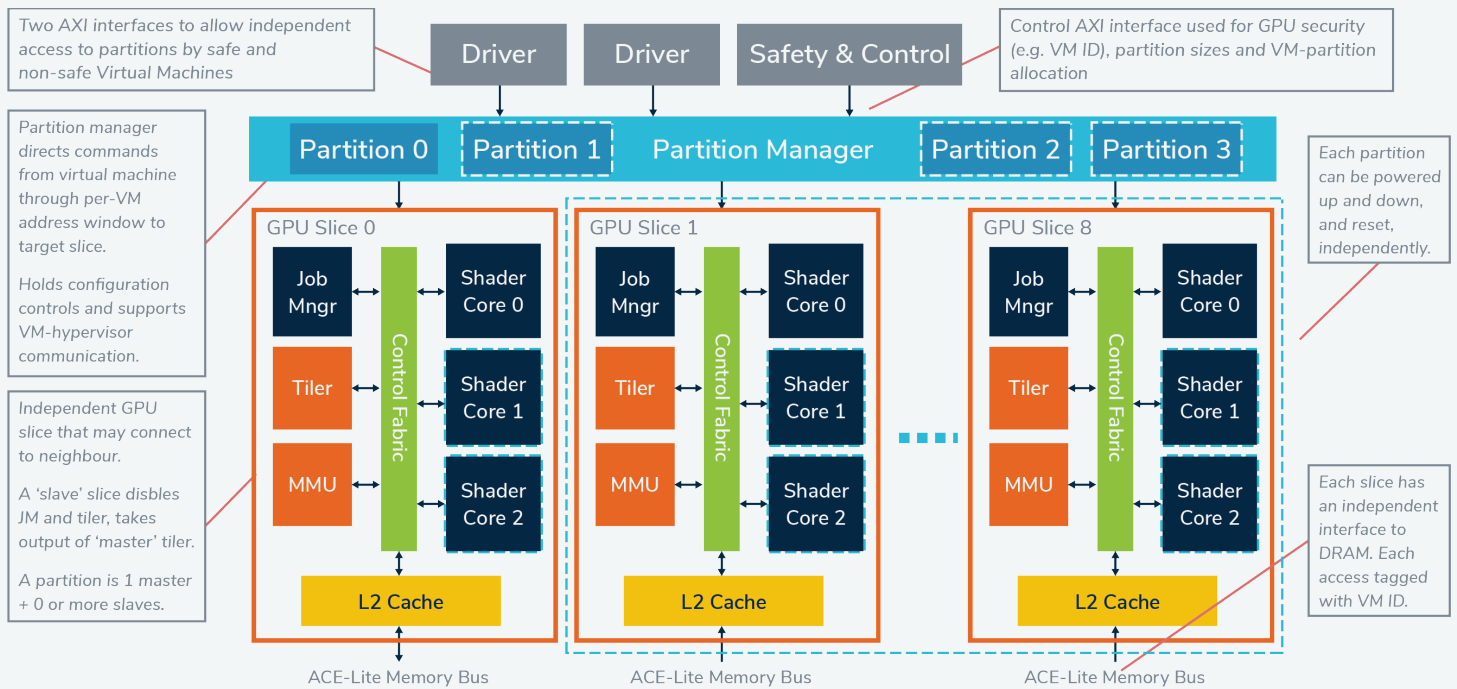 Two AXI interfaces to allow independent
access to partitions by safe and
non-safe Virtual Machines
Driver
Driver
Safety & Control
Control AXI interface used for GPU security
(e.g. VM ID), partition sizes and VM-partition
allocation
Partition manager
directs commands
from virtual machine
through per-VM
address window to
target slice.
Holds configuration
controls and supports
VM-hypervisor
communication.
Partition 0
Partition 1
Partition Manager
Partition 2
Partition 3
Each partition
can be powered
up and down,
and reset,
independently.
Independent GPU
slice that may connect
to neighbour.
A ‘slave’ slice disbles
JM and tiler, takes
output of ‘master’ tiler.
A partition is 1 master
+ 0 or more slaves.
GPU Slice 0
Job
Mngr
Tiler
MMU
Control Fabric
Shader
Core 0
Shader
Core 1
Shader
Core 2
L2 Cache
ACE-Lite Memory Bus
GPU Slice 1
Job
Mngr
Tiler
MMU
Control Fabric
Shader
Core 0
Shader
Core 1
Shader
Core 2
L2 Cache
ACE-Lite Memory Bus
GPU Slice 8
Job
Mngr
Tiler
MMU
Control Fabric
Shader
Core 0
Shader
Core 1
Shader
Core 2
L2 Cache
ACE-Lite Memory Bus
Each slice has
an independent
interface to
DRAM. Each
access tagged
with VM ID.